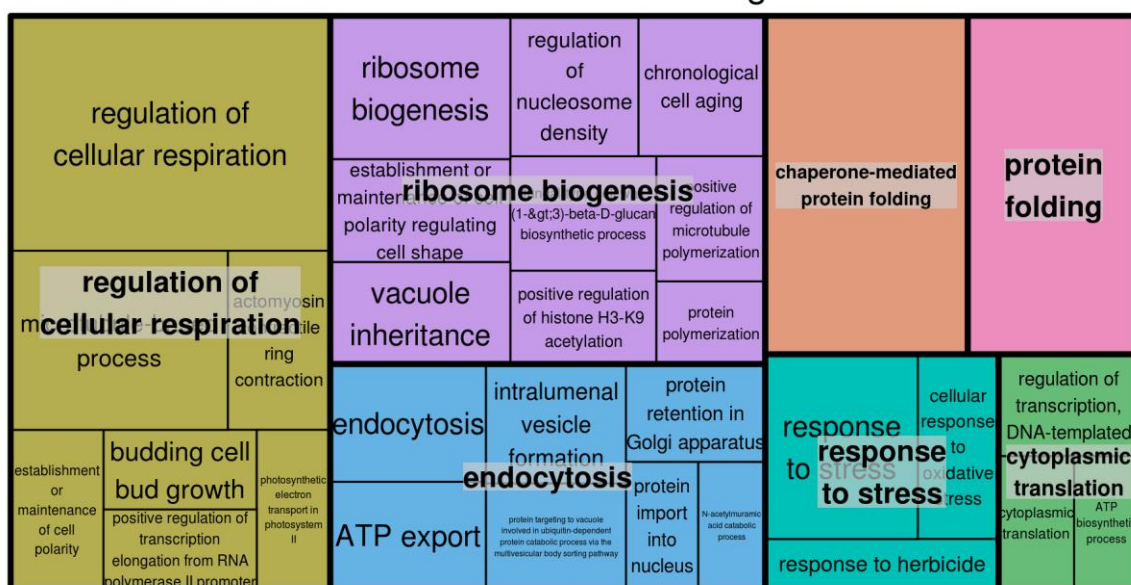 regulation of
cellular respiration
regulation of
cellular respiration
process
actomyosin
ring
contraction
establishment
or
maintenance
of cell
polarity
budding cell
bud growth
positive regulation of
transcription
elongation from RNA
polymerase II promoter
photosynthetic
electron
transport in
photosystem
II
ribosome
biogenesis
regulation
of
nucleosome
density
chronological
cell aging
establishment or
polarity regulating
cell shape
ribosome biogenesis
(1-&gt;3)-beta-D-glucan
biosynthetic process
positive
regulation of
microtubule
polymerization
vacuole
inheritance
positive regulation
of histone H3-K9
acetylation
protein
polymerization
endocytosis
intralumenal
vesicle
formation
protein
retention in
Golgi apparatus
endocytosis
ATP export
protein targeting to vacuole
involved in ubiquitin-dependent
protein catabolic process via the
multivesicular body sorting pathway
protein
import
into
nucleus
N-acetylmuramic
acid catabolic
process
chaperone-mediated
protein folding
protein
folding
response
to stress
cellular
response
to
oxidative
stress
response
to stress
response to herbicide
regulation of
transcription,
DNA-templated
cytoplasmic
translation
cytoplasmic
translation
ATP
biosynthetic
process